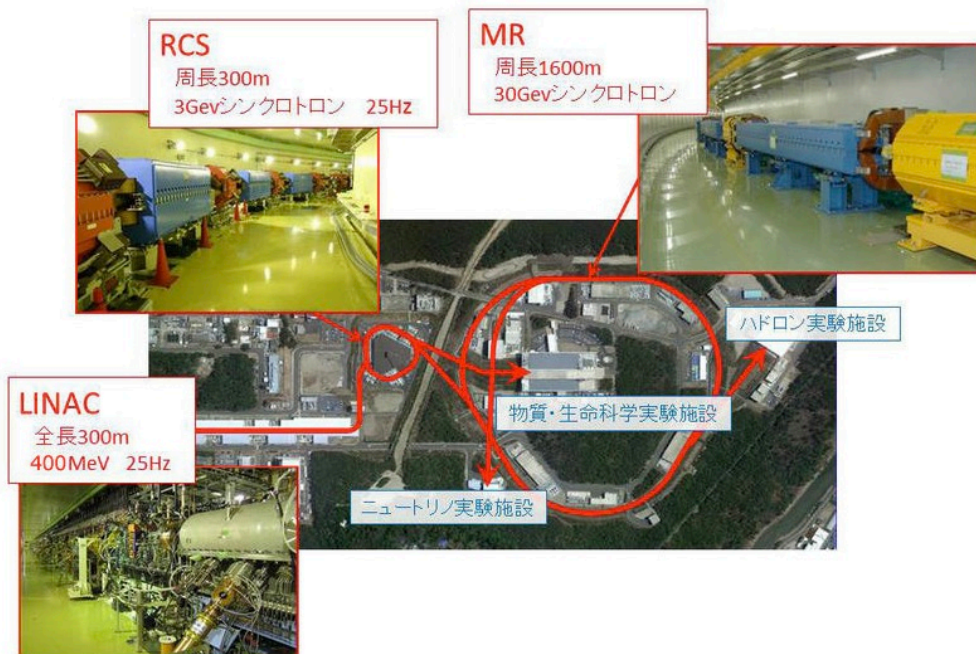 RCS
周長300m
3Gevシンクロトロン 25Hz
MR
周長1600m
30Gevシンクロトロン
ハドロン実験施設
LINAC
全長300m
400MeV 25Hz
物質・生命科学実験施設
ニュートリノ実験施設